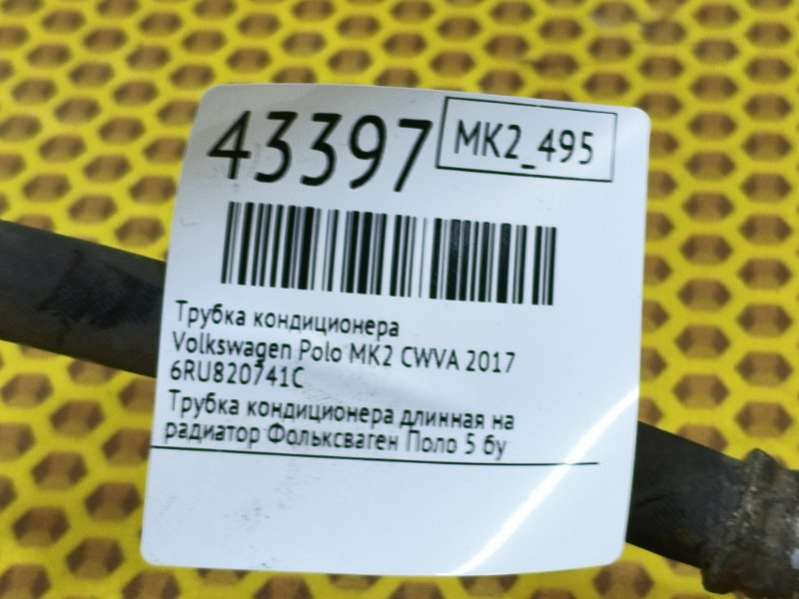 43397
MK2_495
Трубка кондиционера
Volkswagen Polo MK2 CWVA 2017
6RU820741C
Трубка кондиционера длинная на
радиатор Фольксваген Поло 5 бу